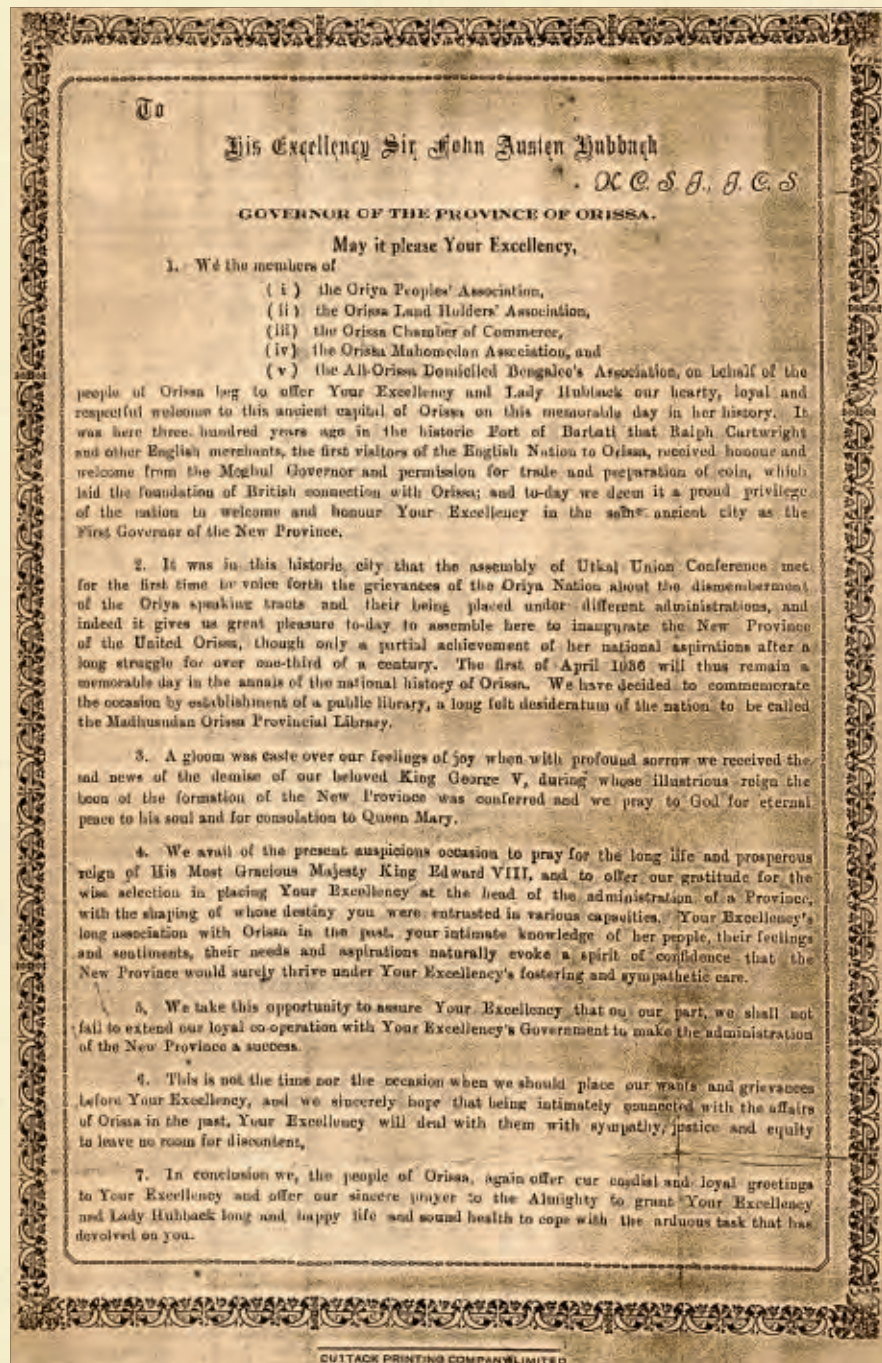 To
His Excellency Sir John Austen Hubback
K C. S. I., I. C. S
GOVERNOR OF THE PROVINCE OF ORISSA.
May it please Your Excellency,
1. We the members of
( i ) the Oriya Peoples' Association,
( ii ) the Orissa Land Holders' Association,
(iii) the Orissa Chamber of Commerce,
(iv) the Orissa Mahomedan Association, and
( v ) the All-Orissa Domiciled Bengalee's Association, on behalf of the
people of Orissa beg to offer Your Excellency and Lady Hubback our hearty, loyal and
respectful welcome to this ancient capital of Orissa on this memorable day in her history. It
was here three hundred years ago in the historic Fort of Barbati that Ralph Cartwright
and other English merchants, the first visitors of the English Nation to Orissa, received honour and
welcome from the Moghul Governor and permission for trade and preparation of coin, which
laid the foundation of British connection with Orissa; and to-day we deem it a proud privilege
of the nation to welcome and honour Your Excellency in the same ancient city as the
First Governor of the New Province.
2. It was in this historic city that the assembly of Utkal Union Conference met
for the first time to voice forth the grievances of the Oriya Nation about the dismemberment
of the Oriya speaking tracts and their being placed under different administrations, and
indeed it gives us great pleasure to-day to assemble here to inaugurate the New Province
of the United Orissa, though only a partial achievement of her national aspirations after a
long struggle for over one-third of a century. The first of April 1936 will thus remain a
memorable day in the annals of the national history of Orissa. We have decided to commemorate
the occasion by establishment of a public library, a long felt desideratum of the nation to be called
the Madhusudan Orissa Provincial Library.
3. A gloom was caste over our feelings of joy when with profound sorrow we received the
sad news of the demise of our beloved King George V, during whose illustrious reign the
boon of the formation of the New Province was conferred and we pray to God for eternal
peace to his soul and for consolation to Queen Mary.
4. We avail of the present auspicious occasion to pray for the long life and prosperous
reign of His Most Gracious Majesty King Edward VIII, and to offer our gratitude for the
wise selection in placing Your Excellency at the head of the administration of a Province,
with the shaping of whose destiny you were entrusted in various capacities. Your Excellency's
long association with Orissa in the past, your intimate knowledge of her people, their feelings
and sentiments, their needs and aspirations naturally evoke a spirit of confidence that the
New Province would surely thrive under Your Excellency's fostering and sympathetic care.
5. We take this opportunity to assure Your Excellency that on our part, we shall not
fail to extend our loyal co-operation with Your Excellency's Government to make the administration
of the New Province a success.
6. This is not the time nor the occasion when we should place our wants and grievances
before Your Excellency, and we sincerely hope that being intimately connected with the affairs
of Orissa in the past, Your Excellency will deal with them with sympathy, justice and equity
to leave no room for discontent,
7. In conclusion we, the people of Orissa, again offer our cordial and loyal greetings
to Your Excellency and offer our sincere prayer to the Almighty to grant Your Excellency
and Lady Hubback long and happy life and sound health to cope with the arduous task that has
devolved on you.
CUTTACK PRINTING COMPANY LIMITED